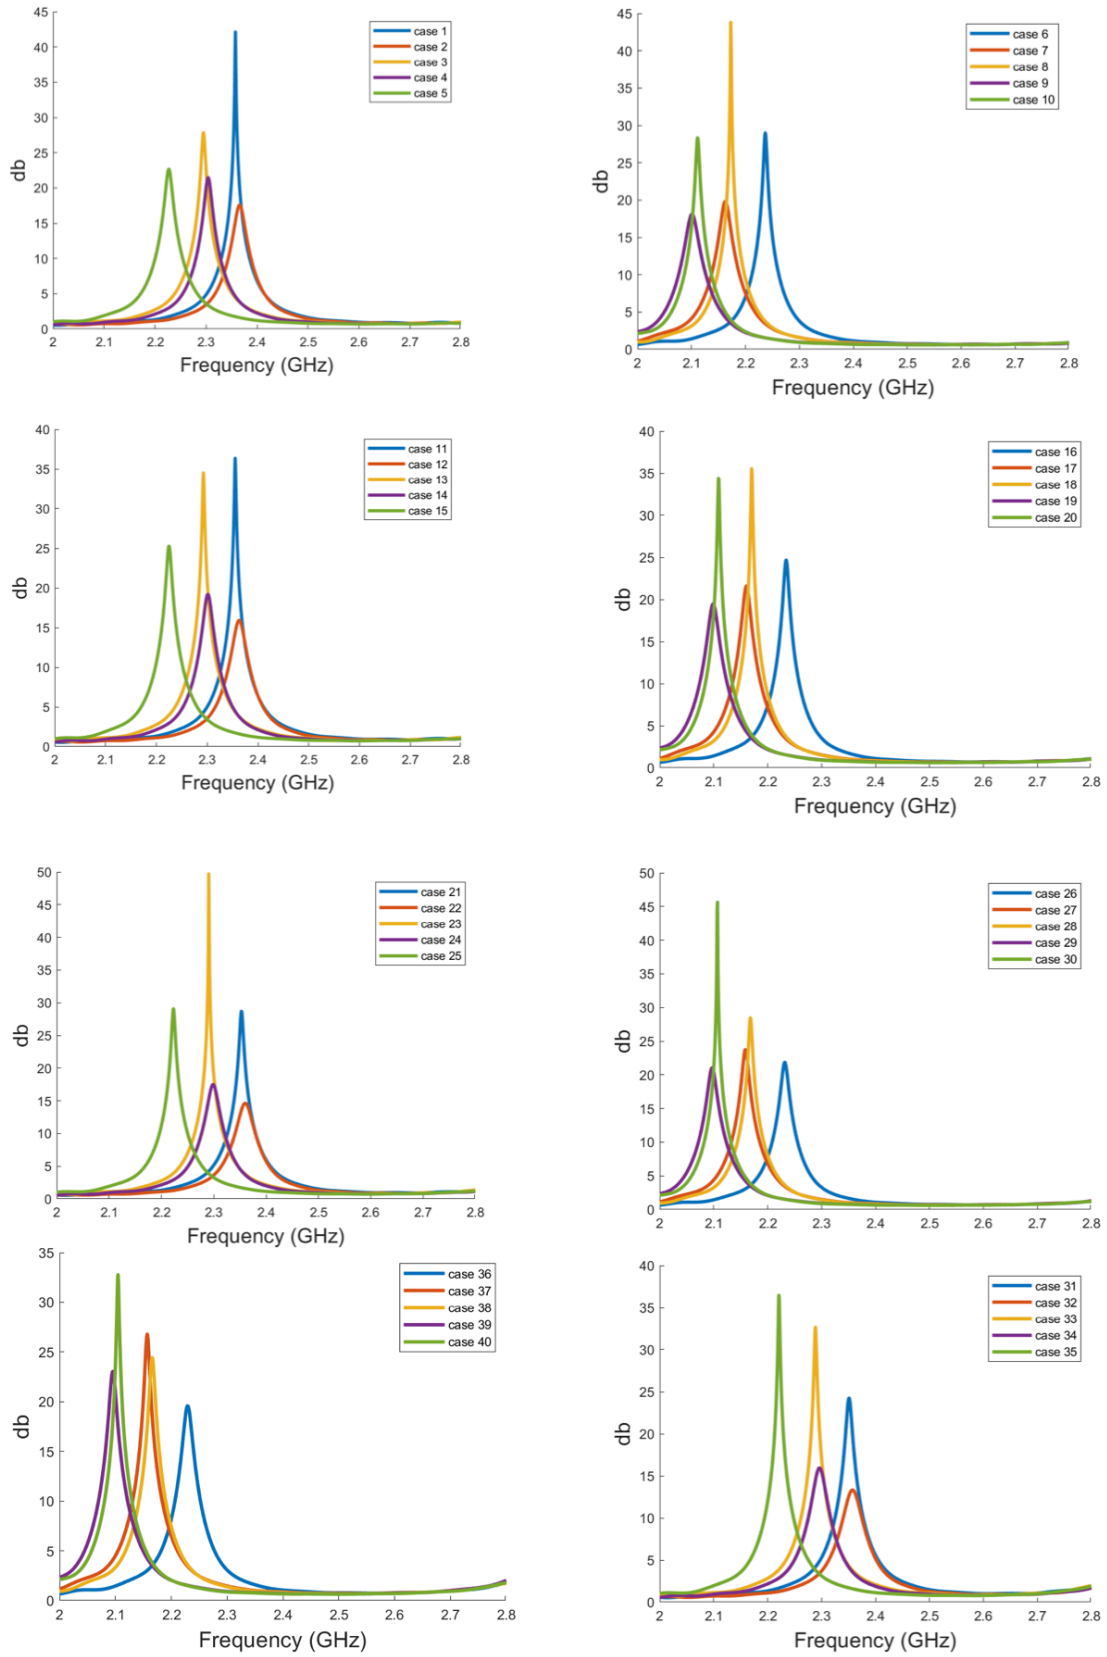 45
40
35
30
25
20
15
10
5
0
db
case 1
case 2
case 3
case 4
case 5
2 2.1 2.2 2.3 2.4 2.5 2.6 2.7 2.8
Frequency (GHz)
45
40
35
30
25
20
15
10
5
0
db
case 6
case 7
case 8
case 9
case 10
2 2.1 2.2 2.3 2.4 2.5 2.6 2.7 2.8
Frequency (GHz)
40
35
30
25
20
15
10
5
0
db
case 11
case 12
case 13
case 14
case 15
2 2.1 2.2 2.3 2.4 2.5 2.6 2.7 2.8
Frequency (GHz)
40
35
30
25
20
15
10
5
0
db
case 16
case 17
case 18
case 19
case 20
2 2.1 2.2 2.3 2.4 2.5 2.6 2.7 2.8
Frequency (GHz)
50
45
40
35
30
25
20
15
10
5
0
db
case 21
case 22
case 23
case 24
case 25
2 2.1 2.2 2.3 2.4 2.5 2.6 2.7 2.8
Frequency (GHz)
50
45
40
35
30
25
20
15
10
5
0
db
case 26
case 27
case 28
case 29
case 30
2 2.1 2.2 2.3 2.4 2.5 2.6 2.7 2.8
35
30
25
20
15
10
5
0
db
case 36
case 37
case 38
case 39
case 40
2 2.1 2.2 2.3 2.4 2.5 2.6 2.7 2.8
Frequency (GHz)
40
35
30
25
20
15
10
5
0
db
case 31
case 32
case 33
case 34
case 35
2 2.1 2.2 2.3 2.4 2.5 2.6 2.7 2.8
Frequency (GHz)